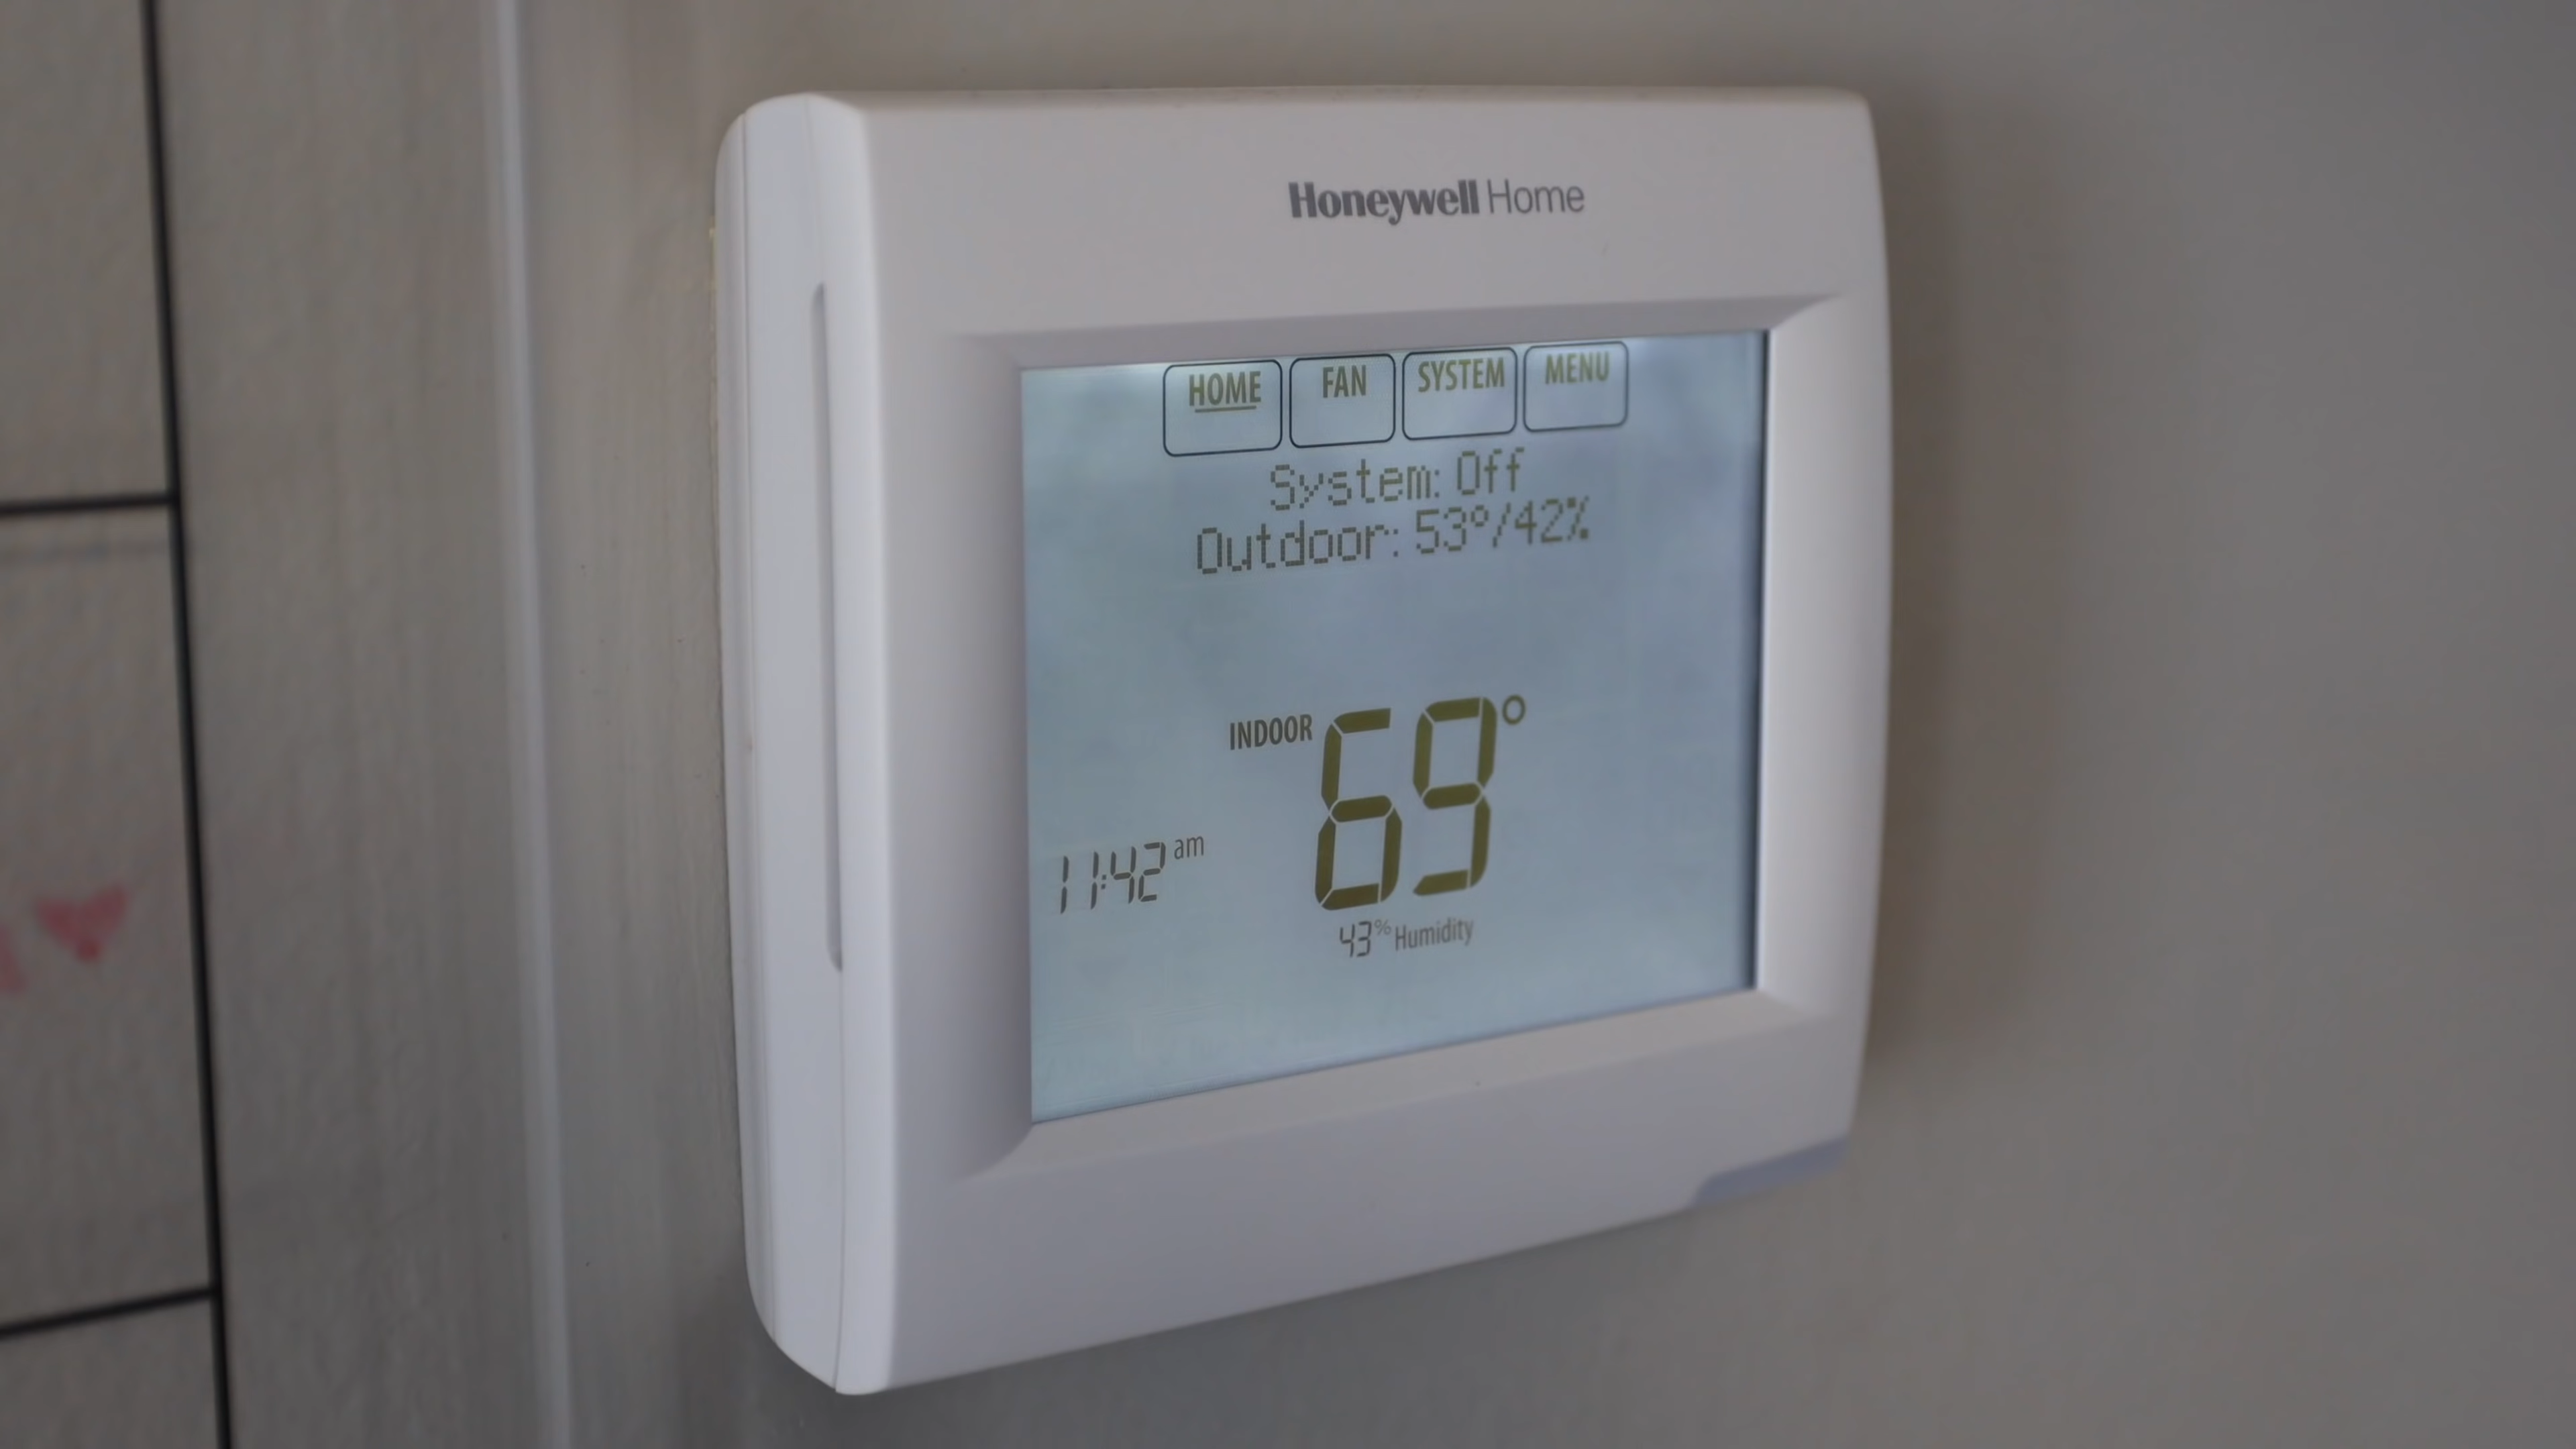 Honeywell Home
HOME FAN SYSTEM MENU
System: Off
Outdoor: 53°/42%
INDOOR 69°
11:42 am
43% Humidity